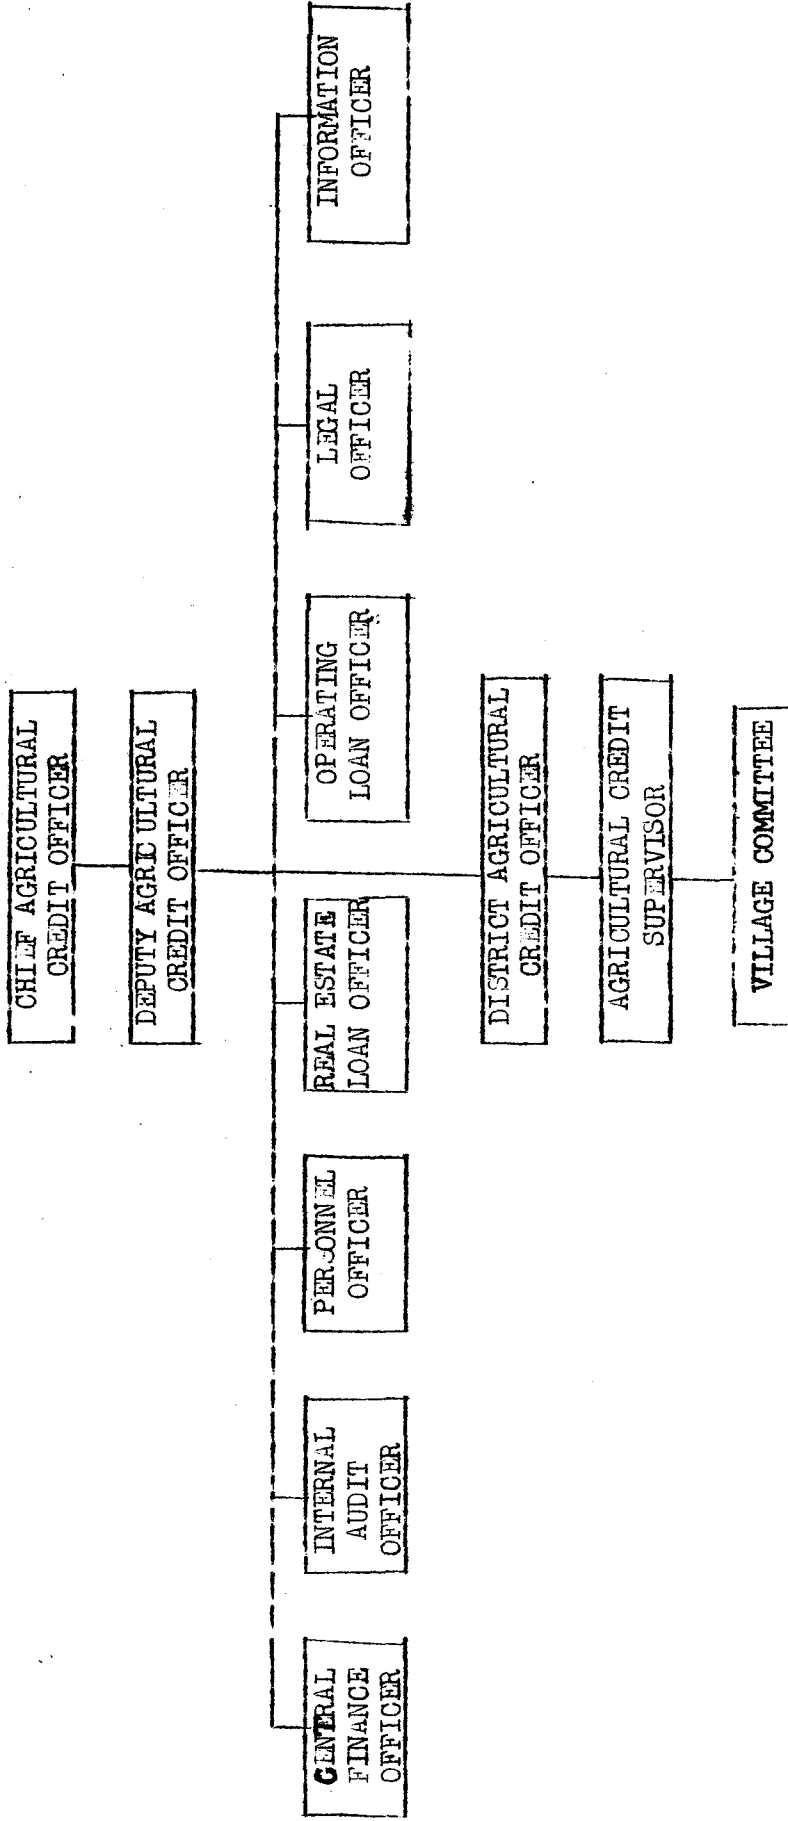 CHIEF AGRICULTURAL
CREDIT OFFICER
DEPUTY AGRICULTURAL
CREDIT OFFICER
GENERAL
FINANCE
OFFICER
INTERNAL
AUDIT
OFFICER
PERSONNEL
OFFICER
REAL ESTATE
LOAN OFFICER
OPERATING
LOAN OFFICER
LEGAL
OFFICER
INFORMATION
OFFICER
DISTRICT AGRICULTURAL
CREDIT OFFICER
AGRICULTURAL CREDIT
SUPERVISOR
VILLAGE COMMITTEE